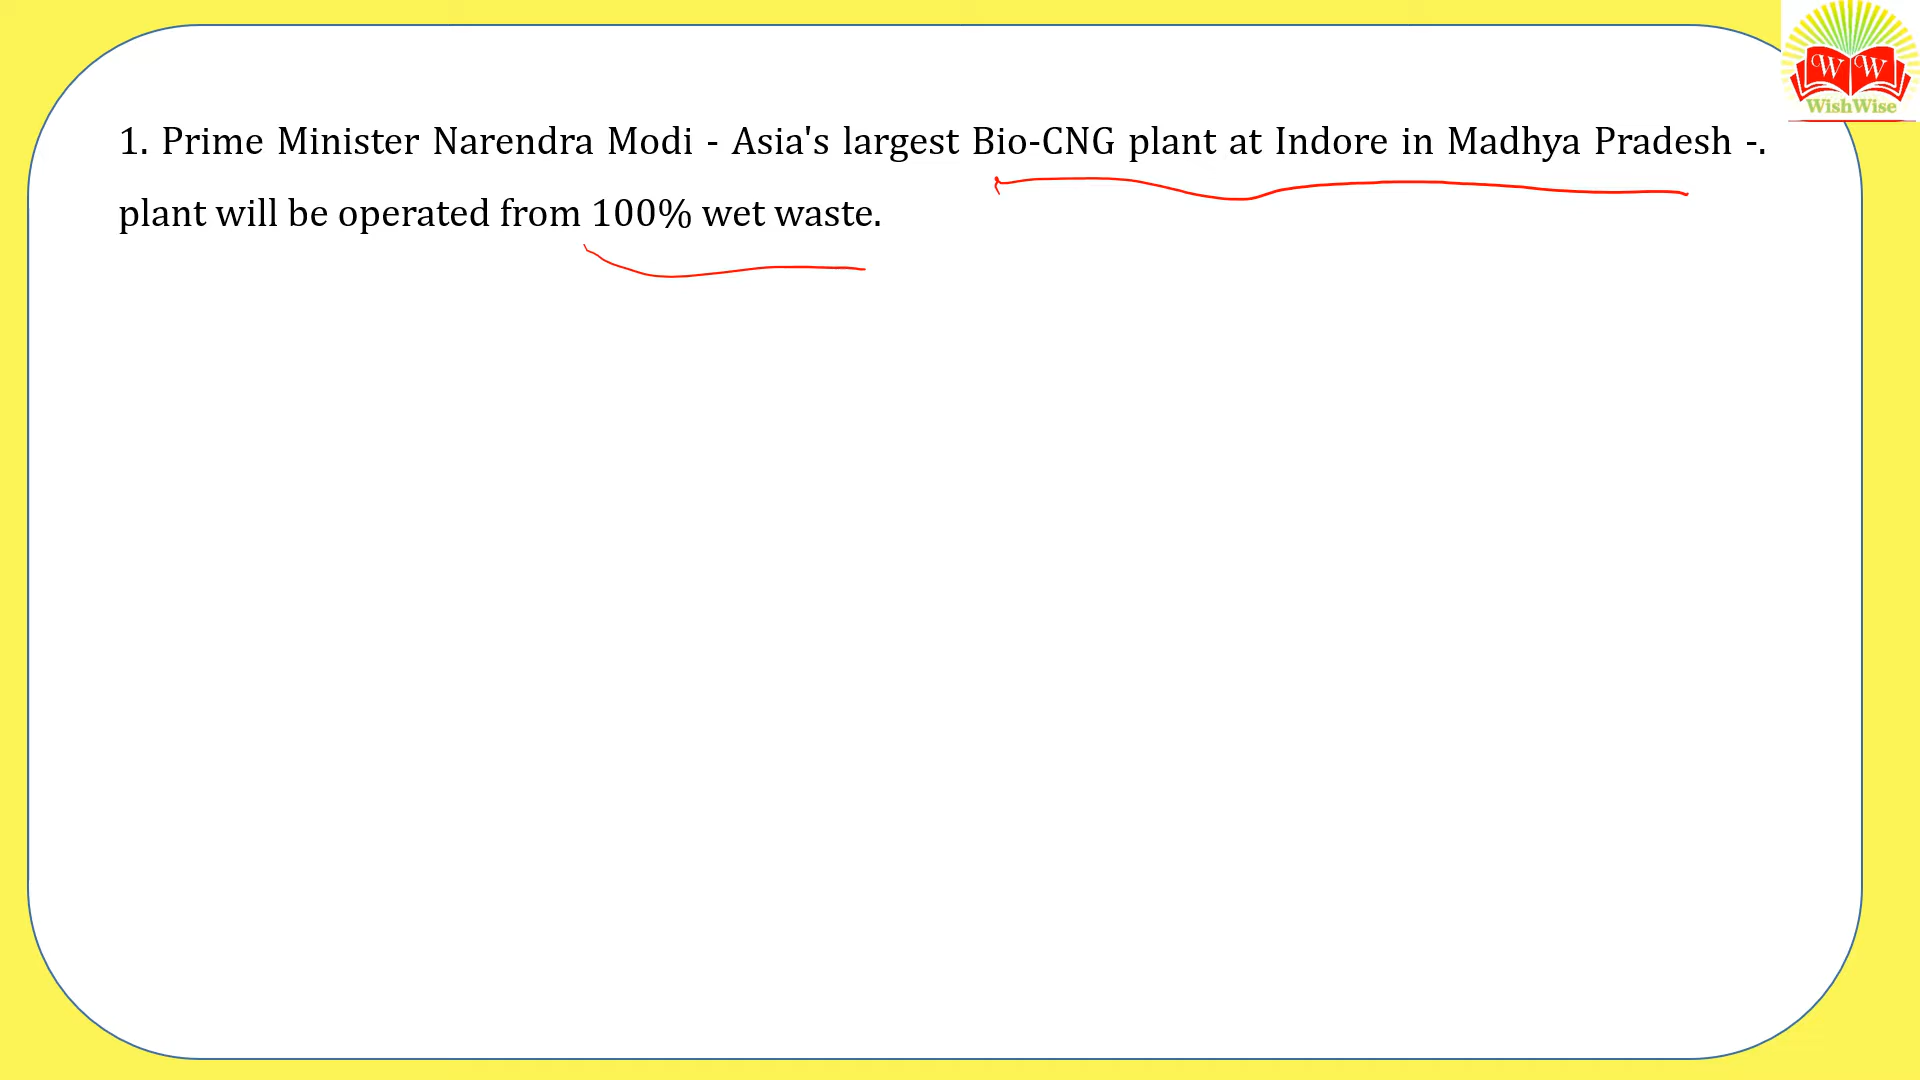 W W
WishWise
1. Prime Minister Narendra Modi - Asia's largest Bio-CNG plant at Indore in Madhya Pradesh -.
plant will be operated from 100% wet waste.